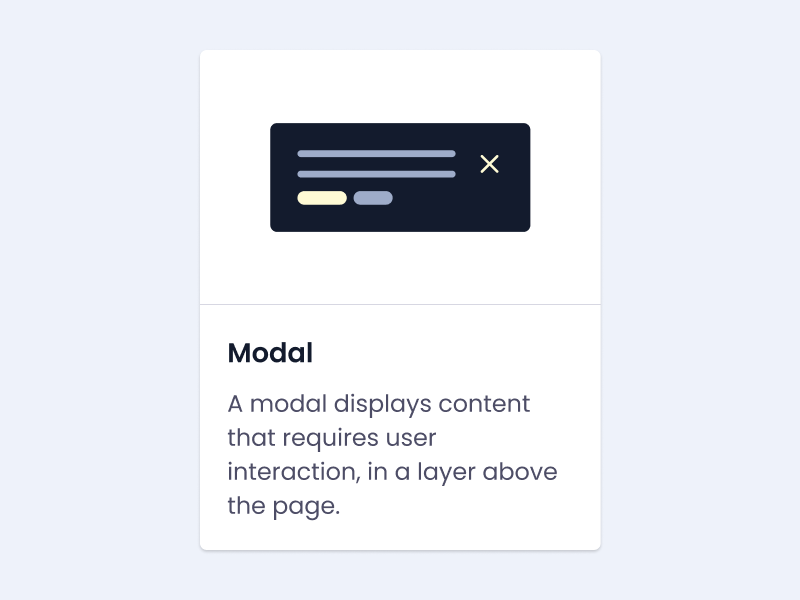 Modal
A modal displays content
that requires user
interaction, in a layer above
the page.